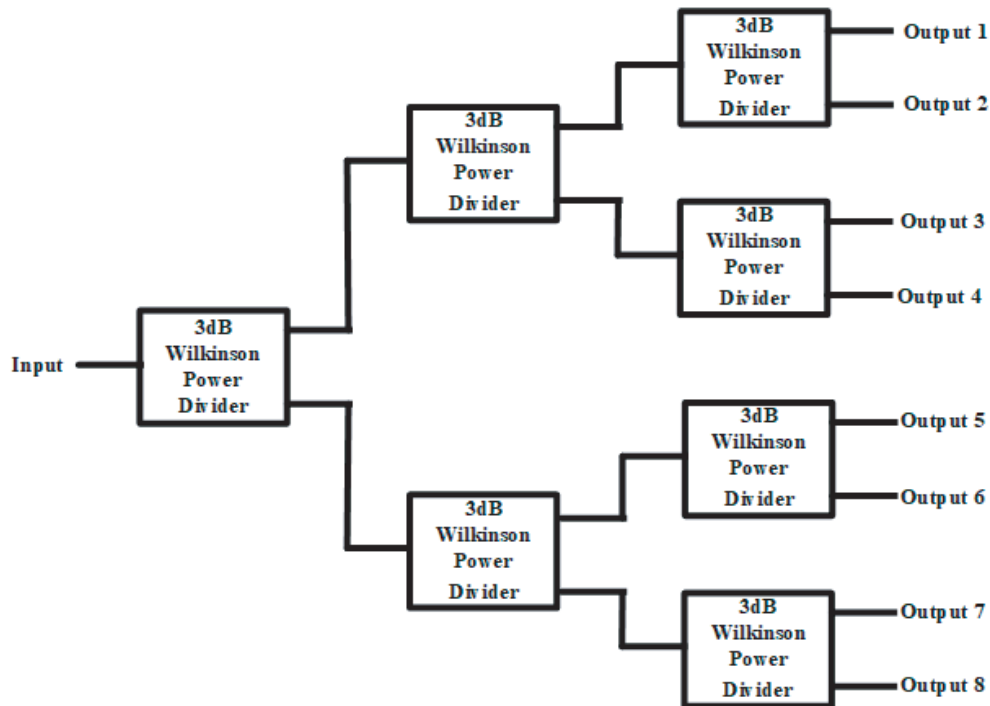 3dB
Wilkinson
Power
Divider
Output 1
Output 2
3dB
Wilkinson
Power
Divider
3dB
Wilkinson
Power
Divider
Output 3
Output 4
Input
3dB
Wilkinson
Power
Divider
3dB
Wilkinson
Power
Divider
Output 5
Output 6
3dB
Wilkinson
Power
Divider
3dB
Wilkinson
Power
Divider
Output 7
Output 8